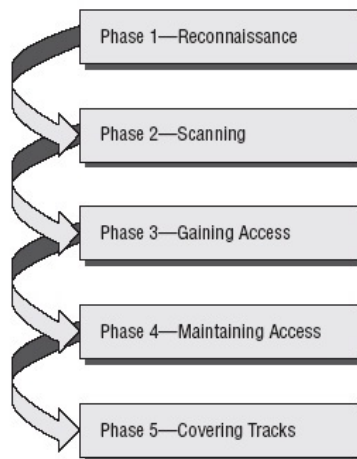 Phase 1—Reconnaissance
Phase 2—Scanning
Phase 3—Gaining Access
Phase 4—Maintaining Access
Phase 5—Covering Tracks